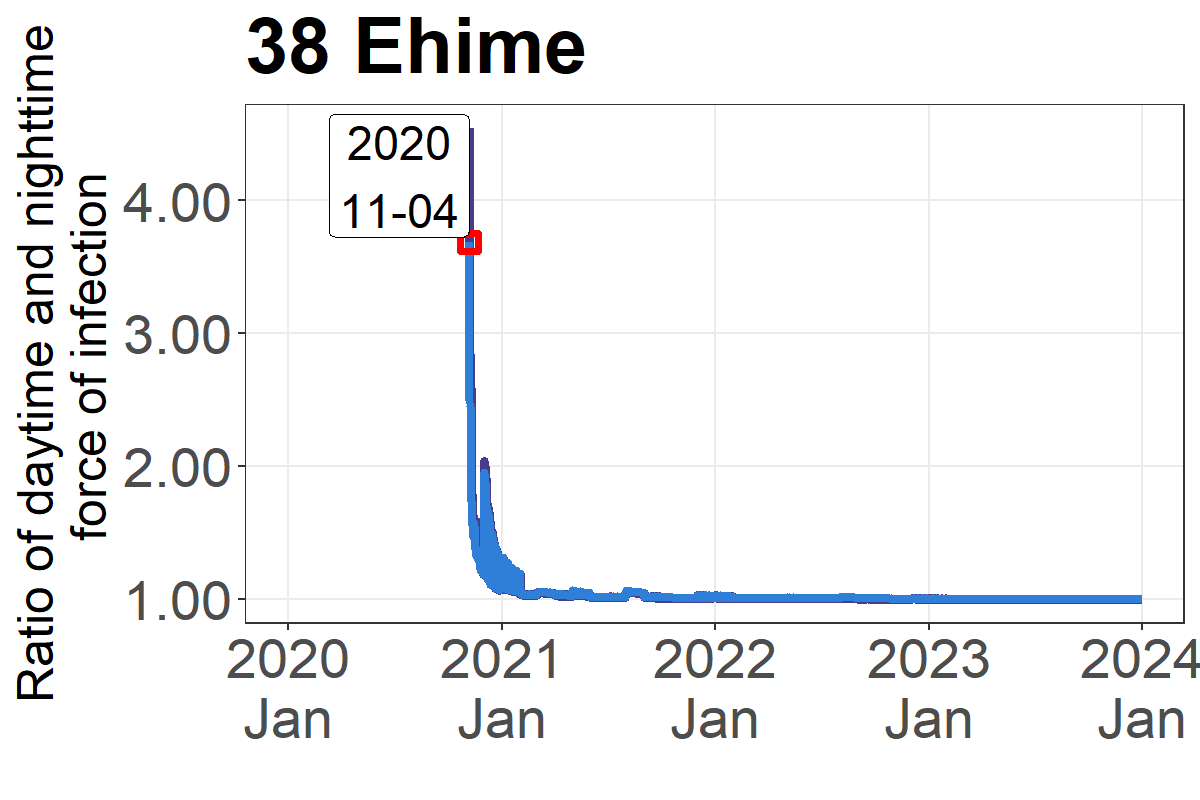 38 Ehime
Ratio of daytime and nighttime
force of infection
2020
11-04
4.00
3.00
2.00
1.00
2020 2021 2022 2023 2024
Jan Jan Jan Jan Jan